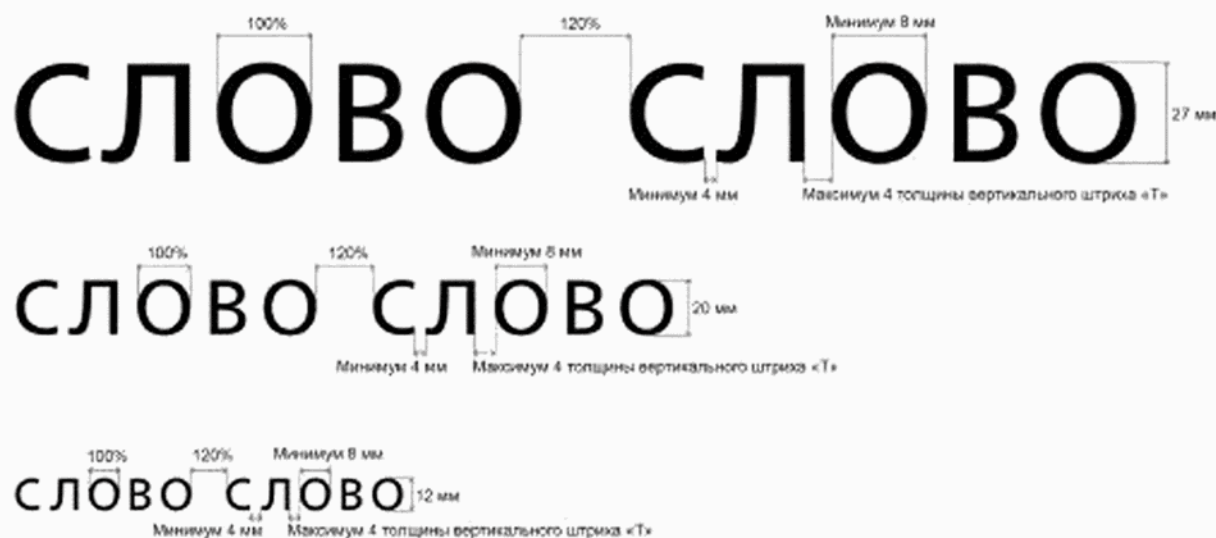 100% 120% Минимум 8 мм
СЛОВО СЛОВО 27 мм
Минимум 4 мм Максимум 4 толщины вертикального штриха «Т»
100% 120% Минимум 8 мм
СЛОВО СЛОВО 20 мм
Минимум 4 мм Максимум 4 толщины вертикального штриха «Т»
100% 120% Минимум 8 мм
СЛОВО СЛОВО 12 мм
Минимум 4 мм Максимум 4 толщины вертикального штриха «Т»